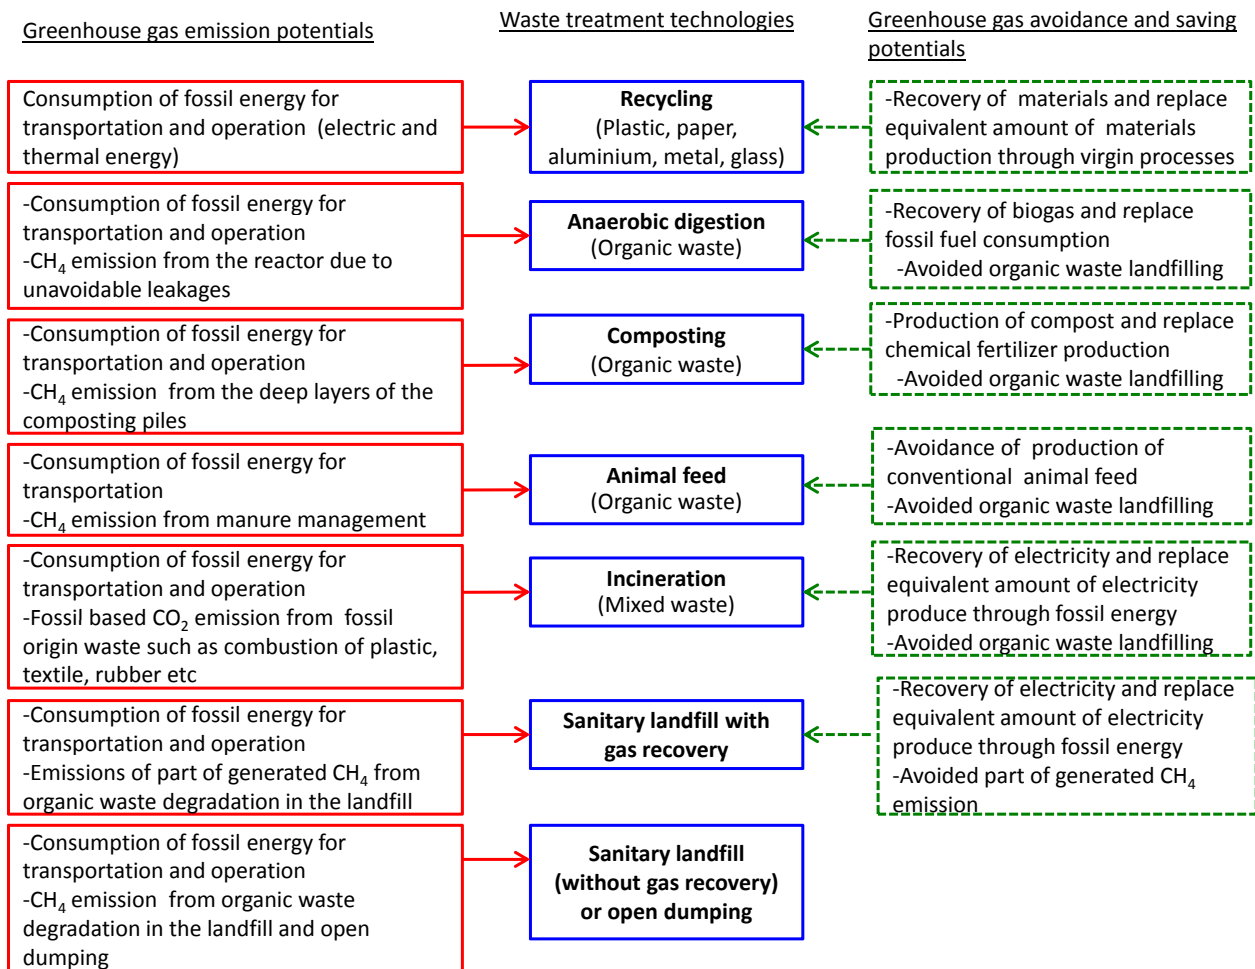 Greenhouse gas emission potentials
Waste treatment technologies
Greenhouse gas avoidance and saving
potentials
Consumption of fossil energy for
transportation and operation (electric and
thermal energy)
Recycling
(Plastic, paper,
aluminium, metal, glass)
-Recovery of materials and replace
equivalent amount of materials
production through virgin processes
-Consumption of fossil energy for
transportation and operation
-CH4 emission from the reactor due to
unavoidable leakages
Anaerobic digestion
(Organic waste)
-Recovery of biogas and replace
fossil fuel consumption
-Avoided organic waste landfilling
-Consumption of fossil energy for
transportation and operation
-CH4 emission from the deep layers of the
composting piles
Composting
(Organic waste)
-Production of compost and replace
chemical fertilizer production
-Avoided organic waste landfilling
-Consumption of fossil energy for
transportation
-CH4 emission from manure management
Animal feed
(Organic waste)
-Avoidance of production of
conventional animal feed
-Avoided organic waste landfilling
-Consumption of fossil energy for
transportation and operation
-Fossil based CO2 emission from fossil
origin waste such as combustion of plastic,
textile, rubber etc
Incineration
(Mixed waste)
-Recovery of electricity and replace
equivalent amount of electricity
produce through fossil energy
-Avoided organic waste landfilling
-Consumption of fossil energy for
transportation and operation
-Emissions of part of generated CH4 from
organic waste degradation in the landfill
Sanitary landfill with
gas recovery
-Recovery of electricity and replace
equivalent amount of electricity
produce through fossil energy
-Avoided part of generated CH4
emission
-Consumption of fossil energy for
transportation and operation
-CH4 emission from organic waste
degradation in the landfill and open
dumping
Sanitary landfill
(without gas recovery)
or open dumping